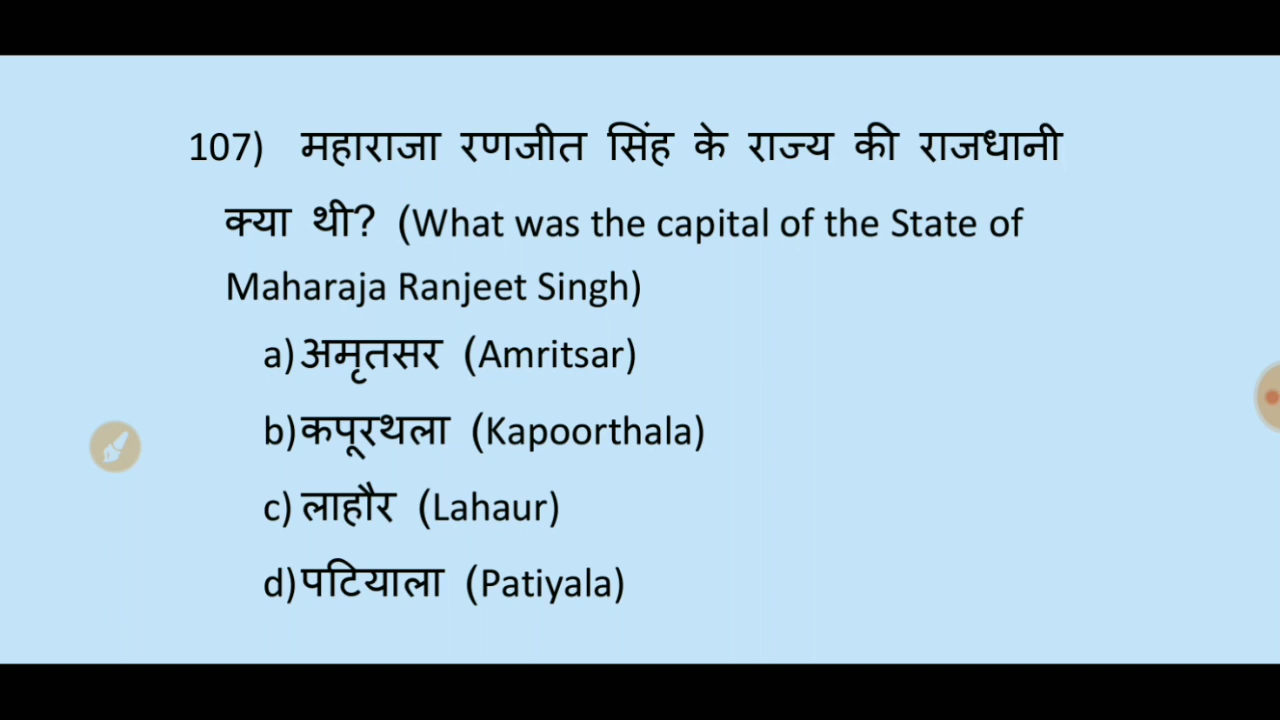 107) महाराजा रणजीत सिंह के राज्य की राजधानी
क्या थी? (What was the capital of the State of
Maharaja Ranjeet Singh)
a) अमृतसर (Amritsar)
b) कपूरथला (Kapoorthala)
c) लाहौर (Lahaur)
d) पटियाला (Patiyala)